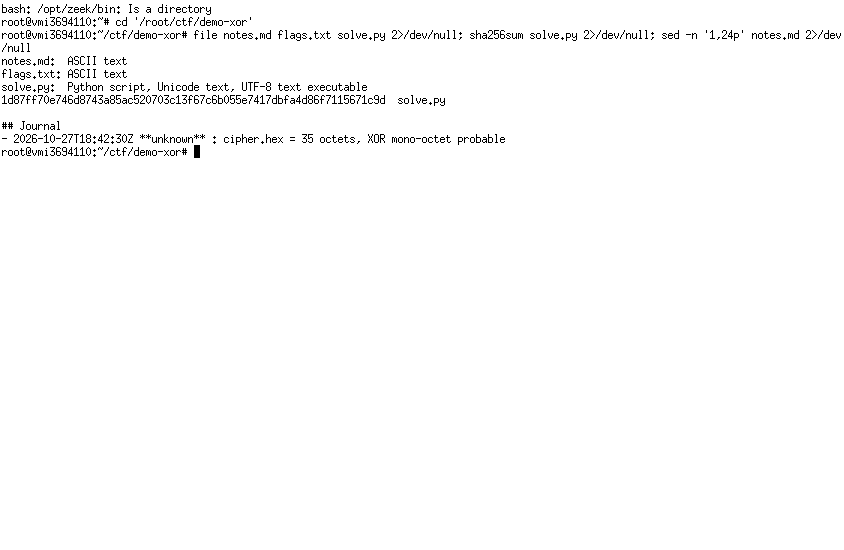 bash: /opt/zeek/bin: Is a directory
root@vmi3694110:~# cd '/root/ctf/demo-xor'
root@vmi3694110:~/ctf/demo-xor# file notes.md flags.txt solve.py 2>/dev/null; sha256sum solve.py 2>/dev/null; sed -n '1,24p' notes.md 2>/dev
/null
notes.md:  ASCII text
flags.txt: ASCII text
solve.py:  Python script, Unicode text, UTF-8 text executable
1d87ff70e746d8743a85ac520703c13f67c6b055e7417dbfa4d86f7115671c9d  solve.py

## Journal
- 2026-10-27T18:42:30Z **unknown** : cipher.hex = 35 octets, XOR mono-octet probable
root@vmi3694110:~/ctf/demo-xor#